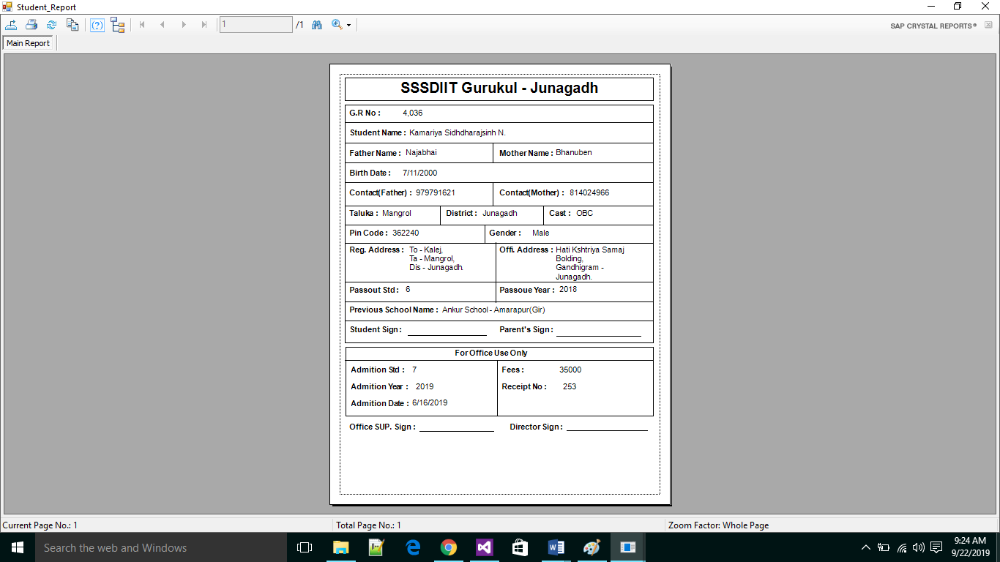 Student_Report
1 /1
SAP CRYSTAL REPORTS®
Main Report
SSSDIIT Gurukul - Junagadh
G.R No : 4,036
Student Name : Kamariya Sidhdharajsinh N.
Father Name : Najabhai Mother Name : Bhanuben
Birth Date : 7/11/2000
Contact(Father) : 979791621 Contact(Mother) : 814024966
Taluka : Mangrol District : Junagadh Cast : OBC
Pin Code : 362240 Gender : Male
Reg. Address : To - Kalej,
Ta - Mangrol,
Dis - Junagadh.
Offi. Address : Hati Kshtriya Samaj
Bolding,
Gandhigram -
Junagadh.
Passout Std : 6 Passoue Year : 2018
Previous School Name : Ankur School - Amarapur(Gir)
Student Sign : Parent's Sign :
For Office Use Only
Admition Std : 7 Fees : 35000
Admition Year : 2019 Receipt No : 253
Admition Date : 6/16/2019
Office SUP. Sign : Director Sign :
Current Page No.: 1 Total Page No.: 1 Zoom Factor: Whole Page
Search the web and Windows
9:24 AM
9/22/2019